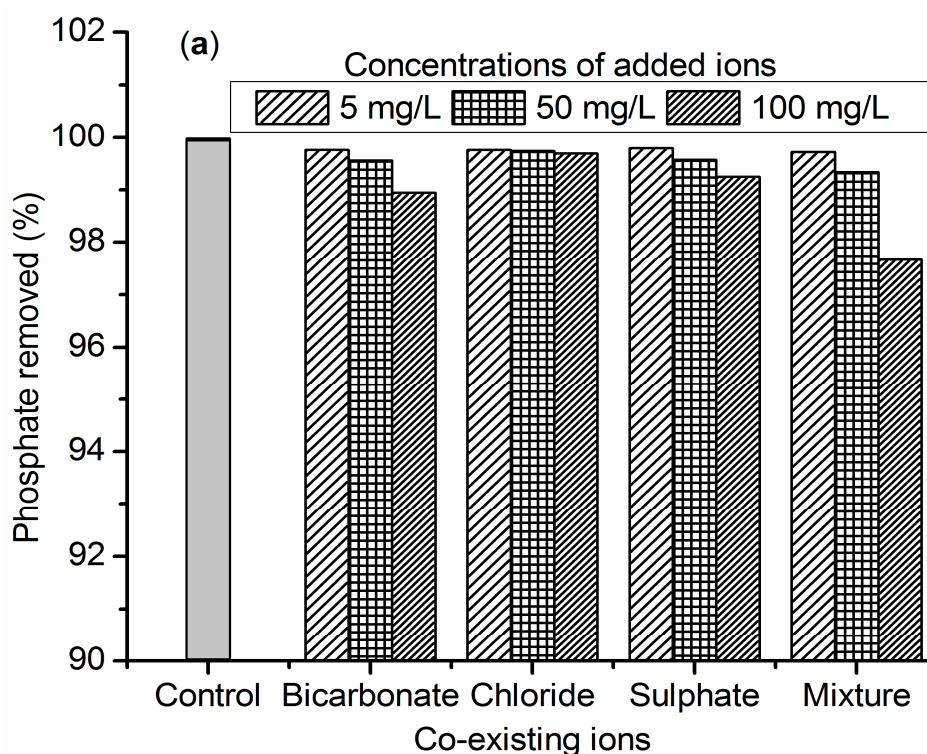 (a)
Concentrations of added ions
5 mg/L 50 mg/L 100 mg/L
Phosphate removed (%)
102
100
98
96
94
92
90
Control Bicarbonate Chloride Sulphate Mixture
Co-existing ions